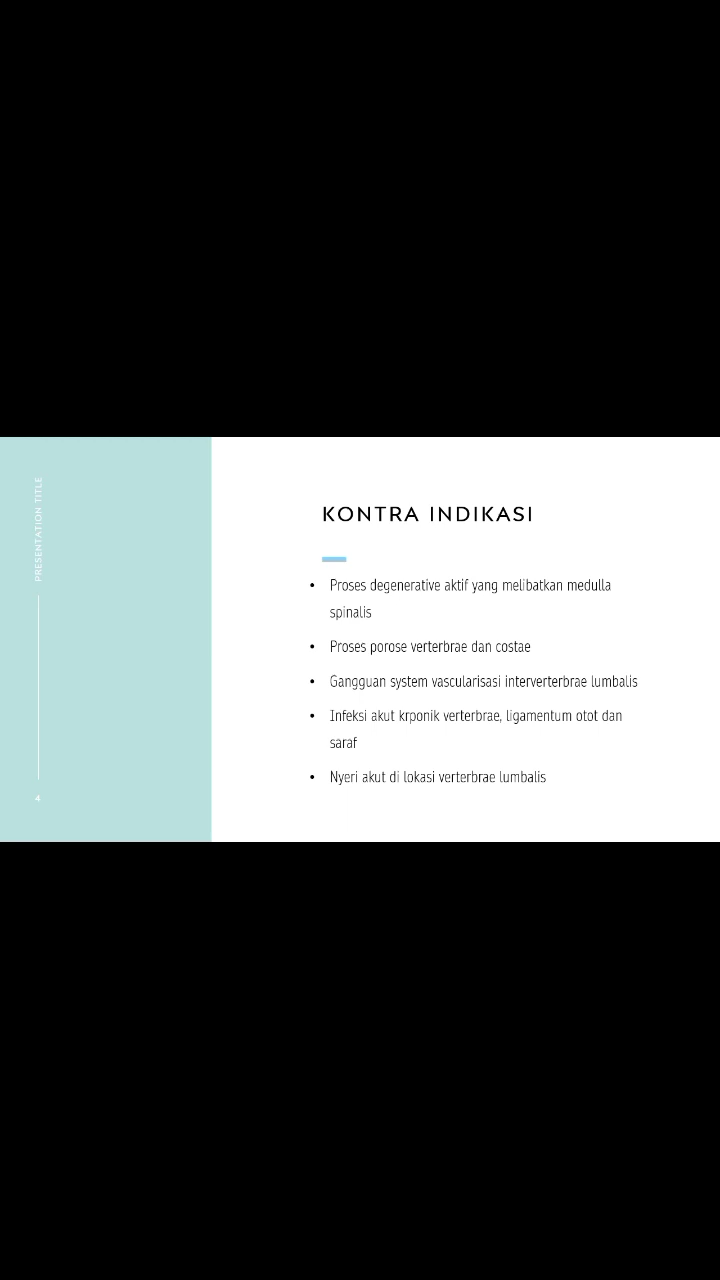 PRESENTATION TITLE
4
KONTRA INDIKASI
• Proses degenerative aktif yang melibatkan medulla
spinalis
• Proses porose verterbrae dan costae
• Gangguan system vascularisasi interverterbrae lumbalis
• Infeksi akut krponik verterbrae, ligamentum otot dan
saraf
• Nyeri akut di lokasi verterbrae lumbalis